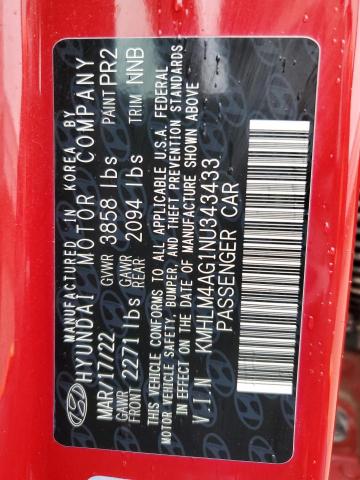 MANUFACTURED IN KOREA BY
HYUNDAI MOTOR COMPANY
MAR/17/22 GVWR 3858 lbs PAINT PR2
GAWR FRONT 2271 lbs GAWR REAR 2094 lbs TRIM NNB
THIS VEHICLE CONFORMS TO ALL APPLICABLE U.S.A. FEDERAL
MOTOR VEHICLE SAFETY, BUMPER, AND THEFT PREVENTION STANDARDS
IN EFFECT ON THE DATE OF MANUFACTURE SHOWN ABOVE
V.I.N KMHLM4AG1NU343433
PASSENGER CAR